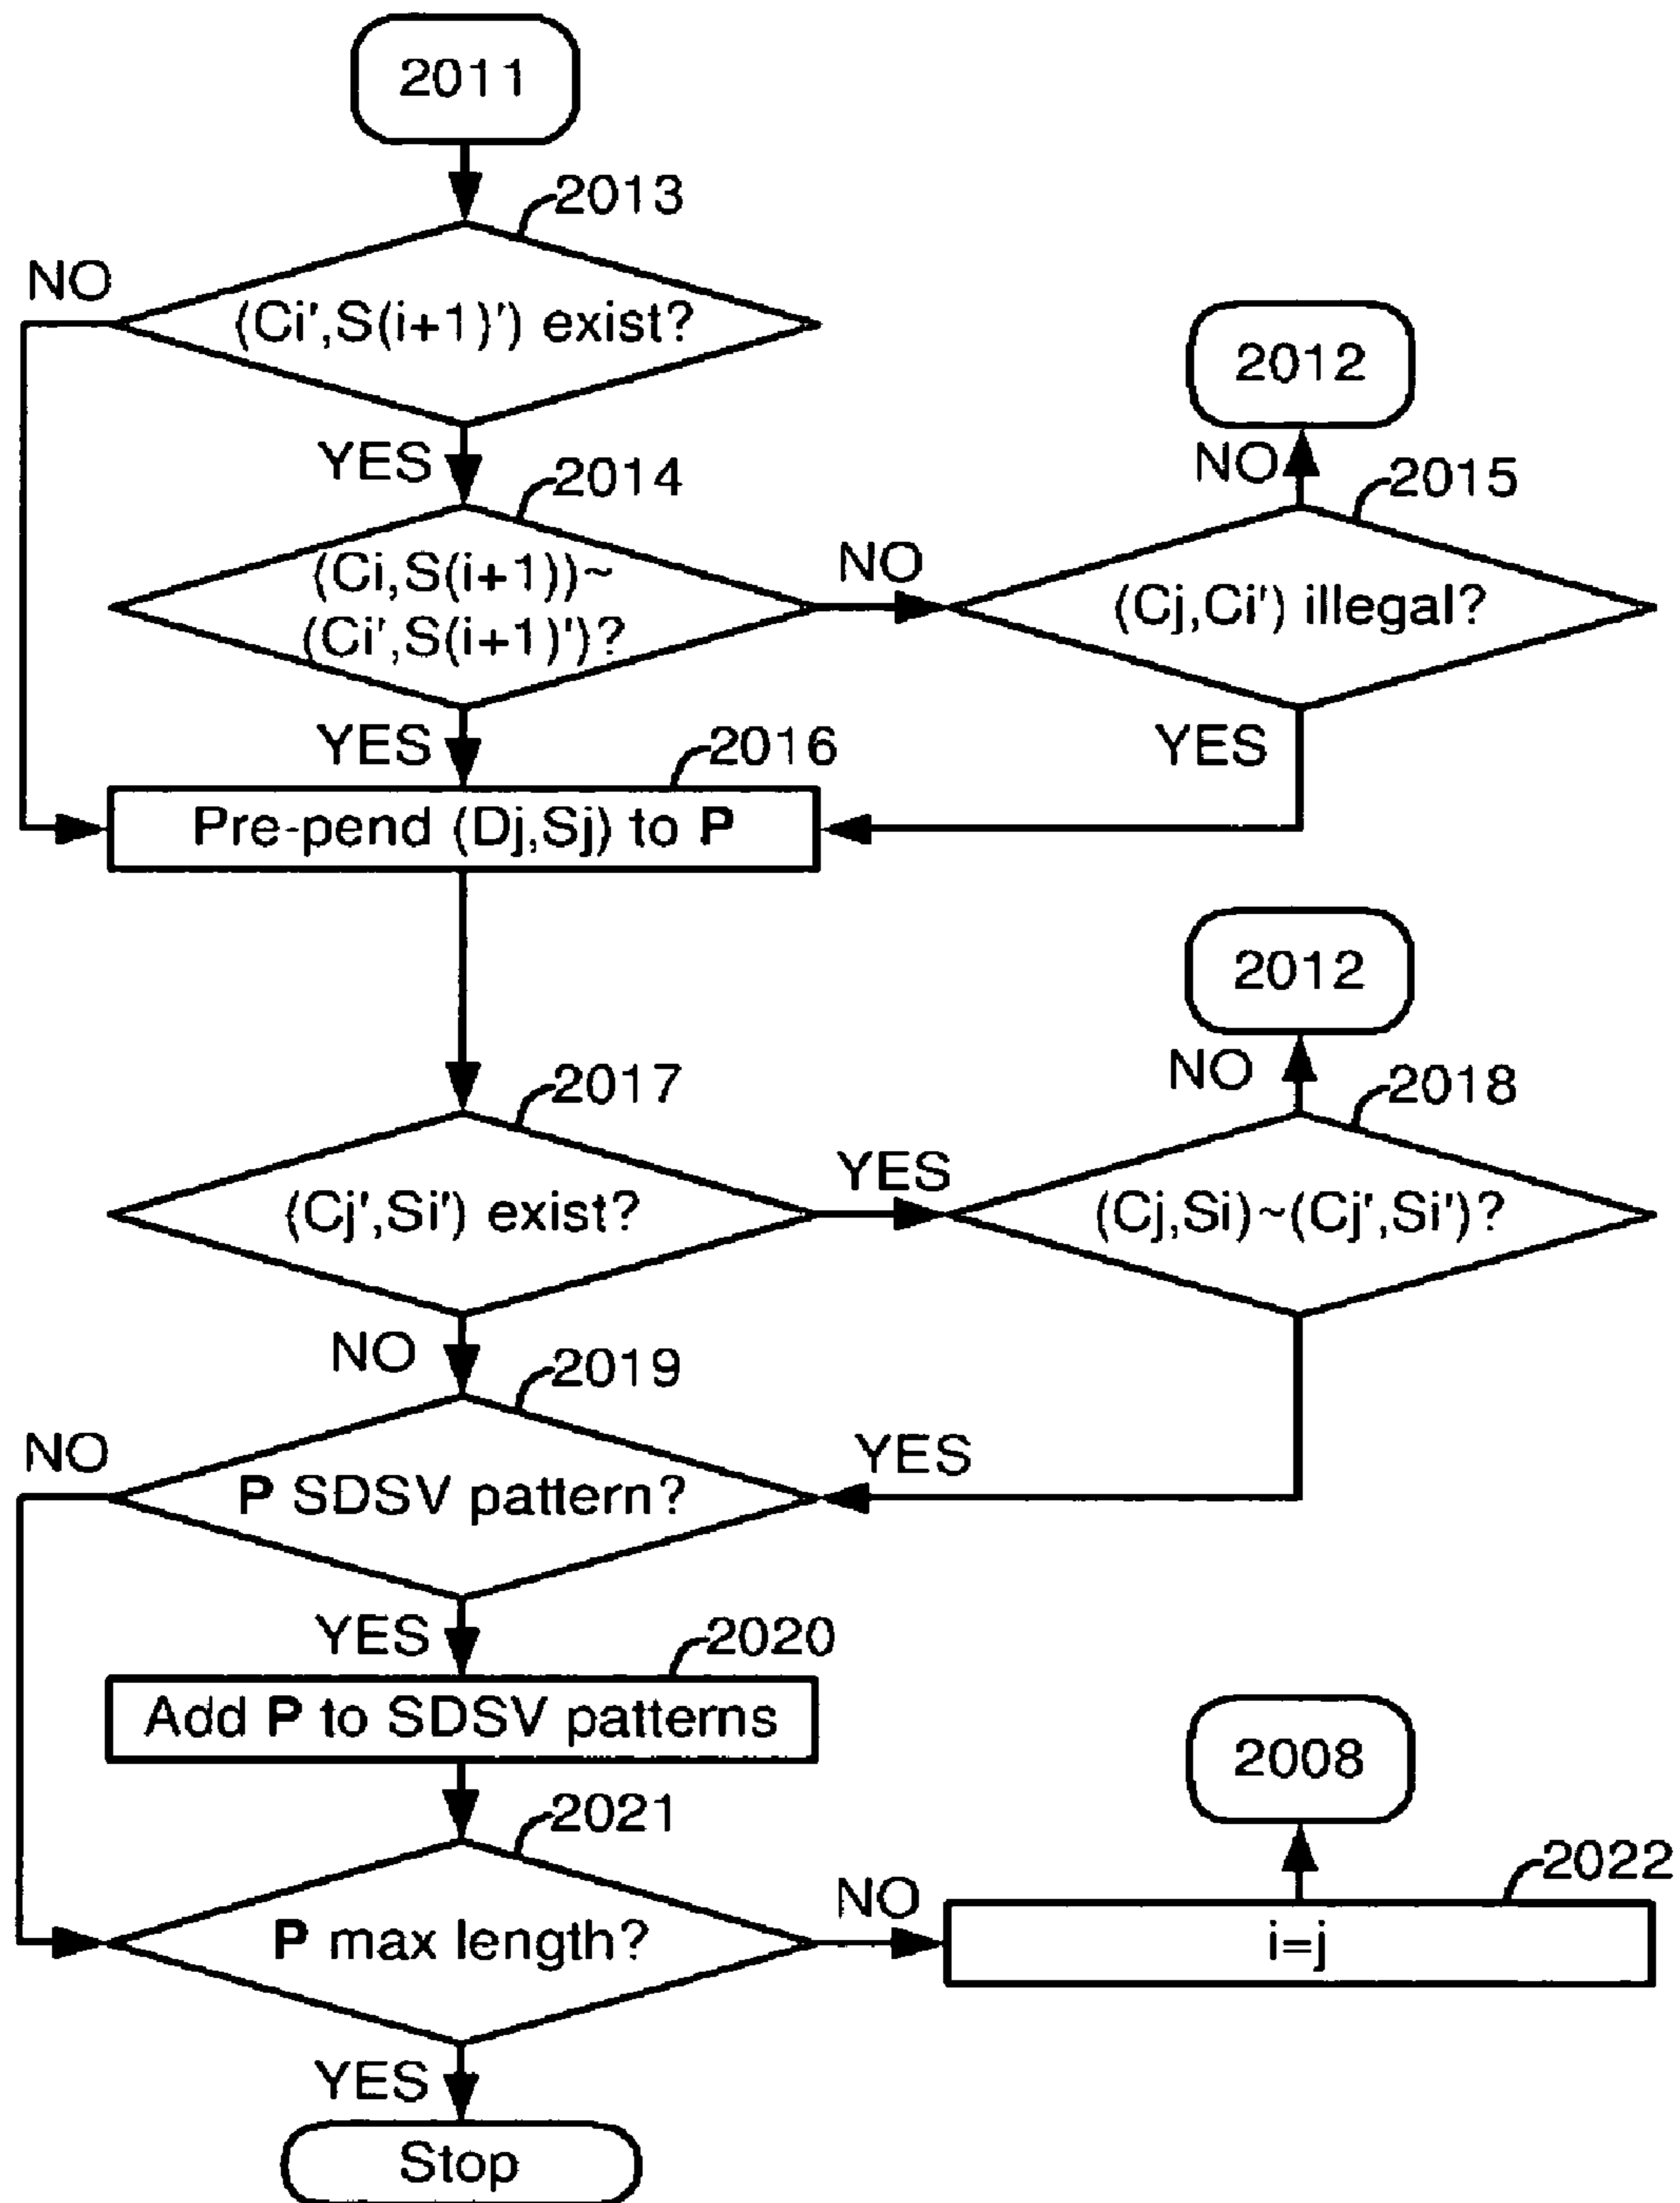 2011
2013
NO
(Ci',S(i+1)') exist?
2012
YES
2014
NO
2015
(Ci,S(i+1))~
(Ci',S(i+1)')?
NO
(Cj,Ci') illegal?
YES
2016
YES
Pre-pend (Dj,Sj) to P
2012
2017
NO
2018
(Cj',Si') exist?
YES
(Cj,Si)~(Cj',Si')?
NO
2019
NO
P SDSV pattern?
YES
YES
2020
Add P to SDSV patterns
2008
2021
2022
P max length?
NO
i=j
YES
Stop